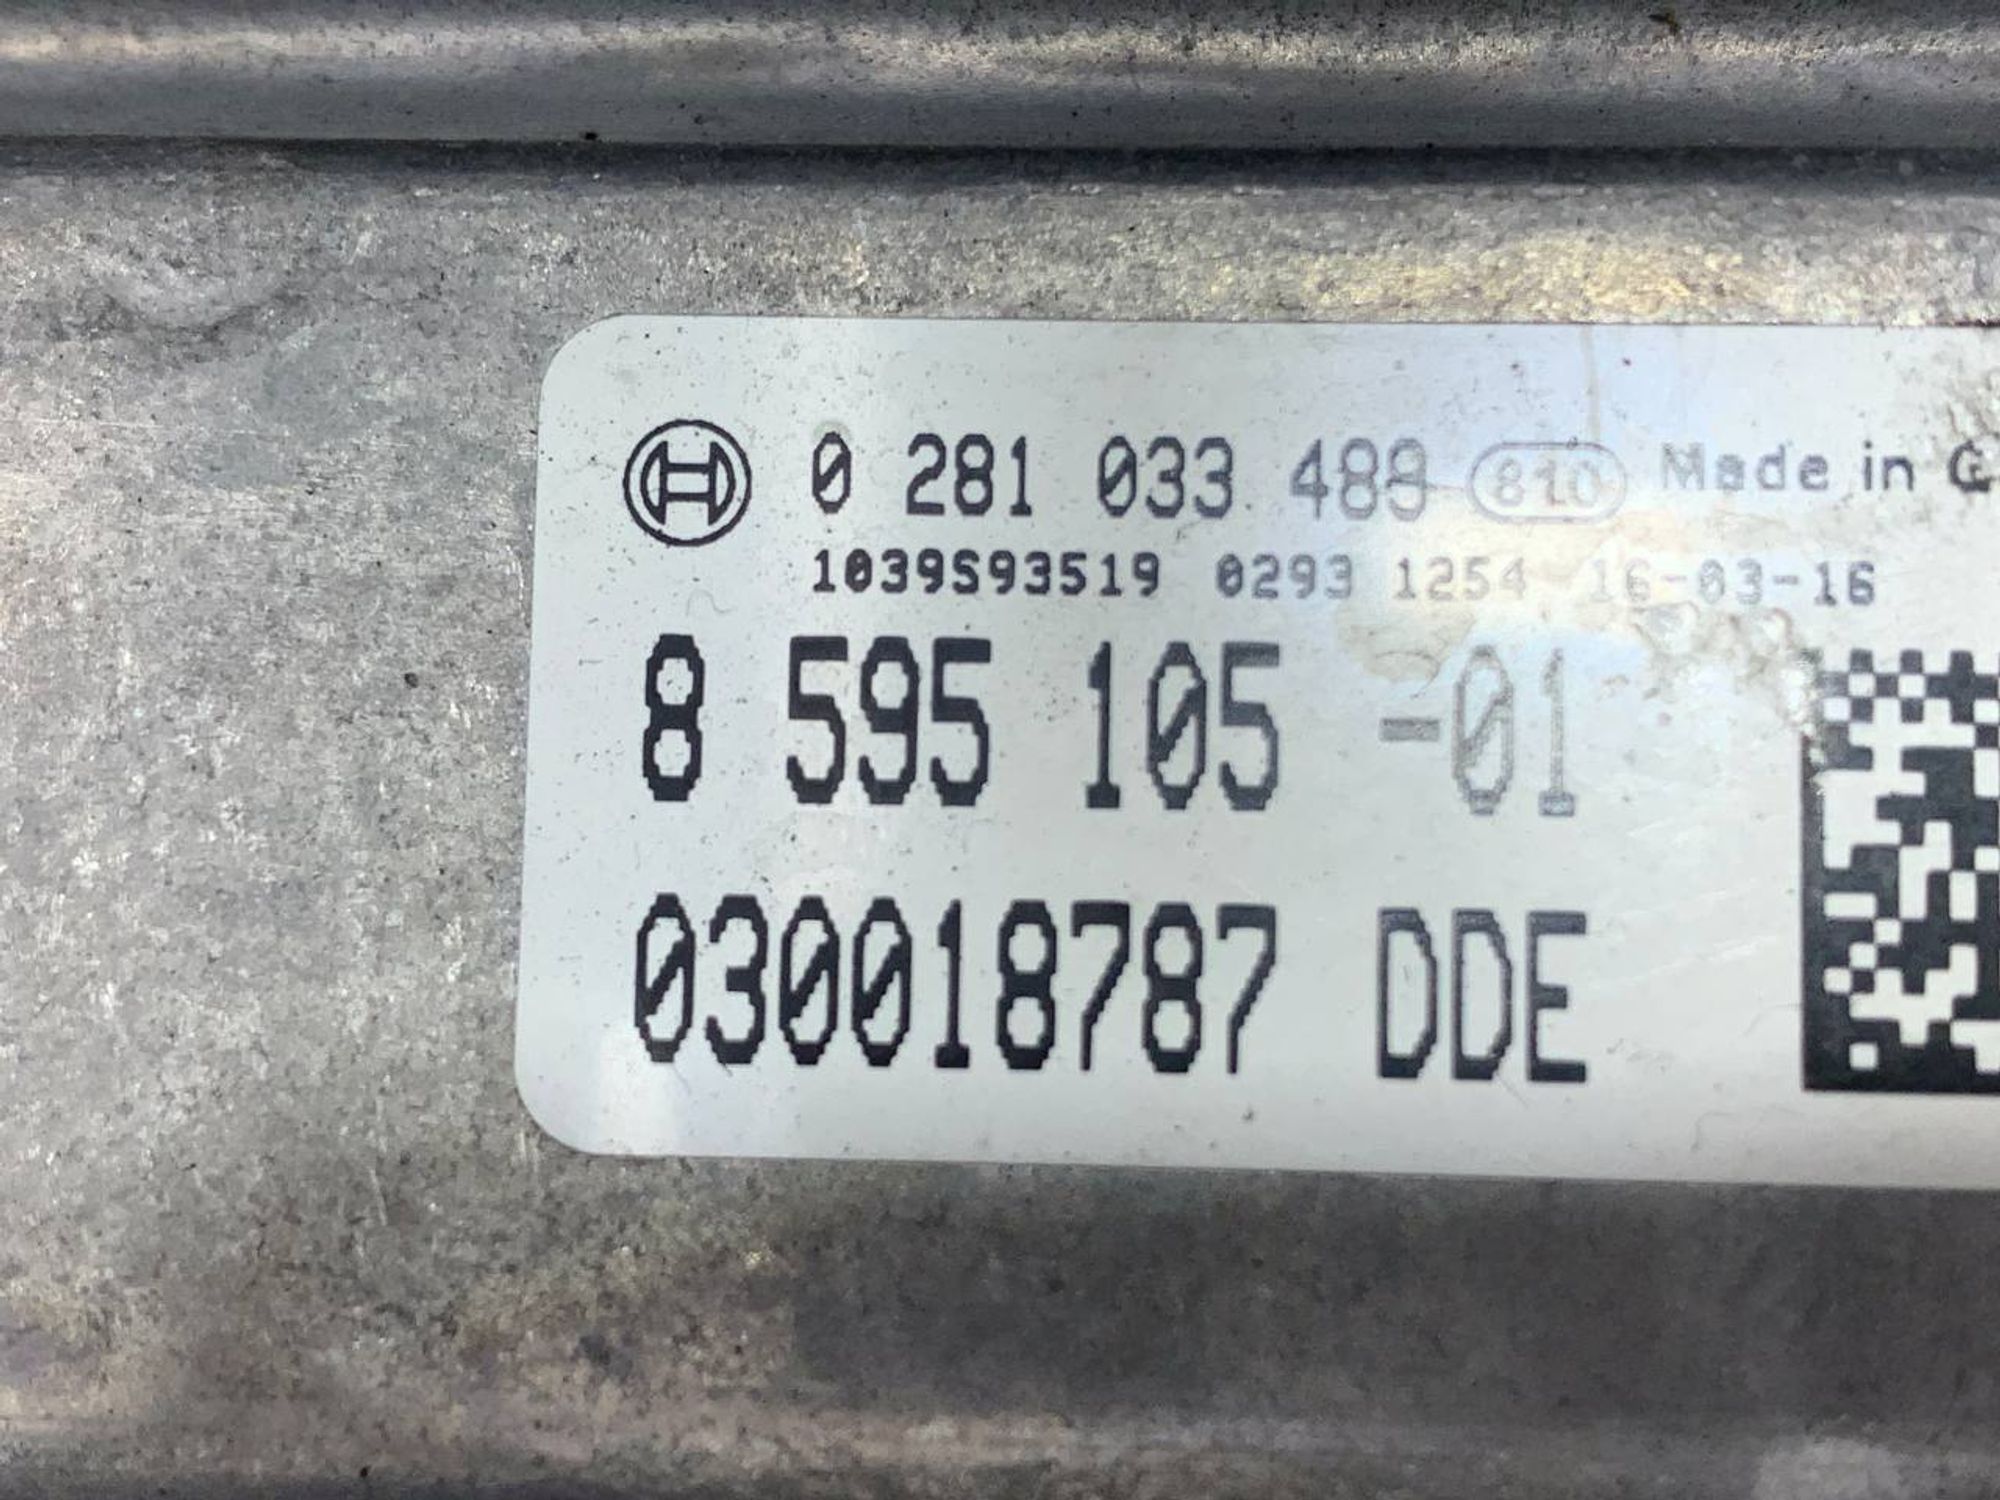 0 281 033 489 810 Made in G
1039S93519 0293 1254 16-03-16
8 595 105 -01
030018787 DDE